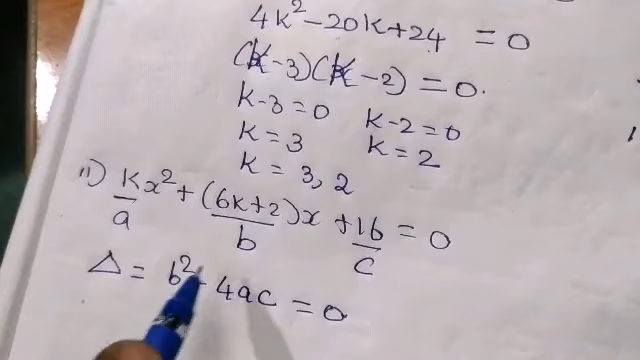 4k² - 20k + 24 = 0
(k - 3)(k - 2) = 0.
k - 3 = 0 k - 2 = 0
k = 3 k = 2
k = 3, 2
ii) kx² + (6k + 2)x + 16 = 0
a b c
Δ = b² - 4ac = 0